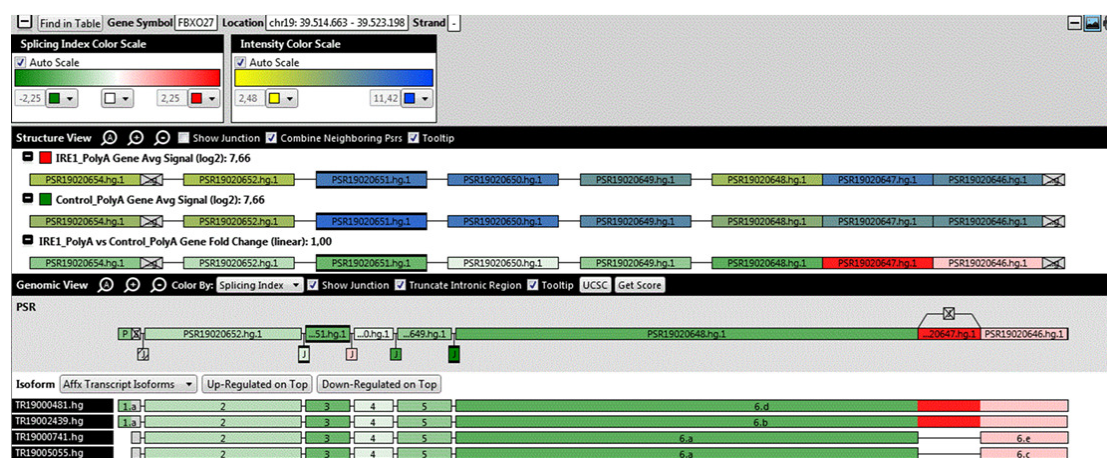 Find in Table Gene Symbol FBXO27 Location chr19: 39.514.663 - 39.523.198 Strand -
Splicing Index Color Scale Intensity Color Scale
Auto Scale Auto Scale
-2,25 2,25 2,48 11,42
Structure View Show Junction Combine Neighboring Psrs Tooltip
IRE1_PolyA Gene Avg Signal (log2): 7,66
PSR19020654.hg.1 PSR19020652.hg.1 PSR19020651.hg.1 PSR19020650.hg.1 PSR19020649.hg.1 PSR19020648.hg.1 PSR19020647.hg.1 PSR19020646.hg.1
Control_PolyA Gene Avg Signal (log2): 7,66
PSR19020654.hg.1 PSR19020652.hg.1 PSR19020651.hg.1 PSR19020650.hg.1 PSR19020649.hg.1 PSR19020648.hg.1 PSR19020647.hg.1 PSR19020646.hg.1
IRE1_PolyA vs Control_PolyA Gene Fold Change (linear): 1,00
PSR19020654.hg.1 PSR19020652.hg.1 PSR19020651.hg.1 PSR19020650.hg.1 PSR19020649.hg.1 PSR19020648.hg.1 PSR19020647.hg.1 PSR19020646.hg.1
Genomic View Color By: Splicing Index Show Junction Truncate Intronic Region Tooltip UCSC Get Score
PSR
P PSR19020652.hg.1 ...51.hg.1 ...0.hg.1 ...649.hg.1 PSR19020648.hg.1 ...20647.hg.1 PSR19020646.hg.1
J J J J
Isoform Affx Transcript Isoforms Up-Regulated on Top Down-Regulated on Top
TR19000481.hg 1.a 2 3 4 5 6.d
TR19002439.hg 1.a 2 3 4 5 6.b
TR19000741.hg 2 3 4 5 6.a 6.e
TR19005055.hg 2 3 4 5 6.a 6.c